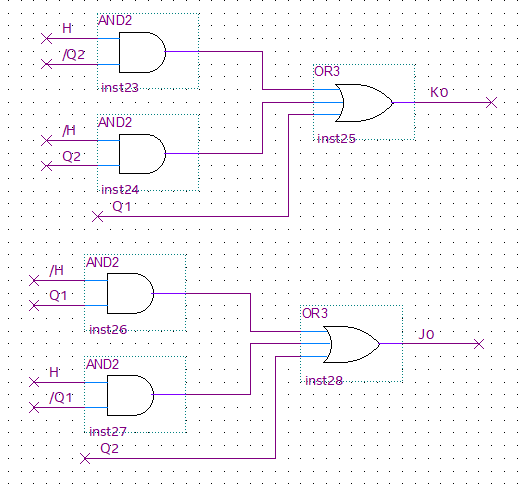 AND2
H
/Q2
inst23
OR3
K0
AND2
/H
Q2
inst25
inst24
Q1
AND2
/H
Q1
inst26
OR3
J0
AND2
H
/Q1
inst28
inst27
Q2